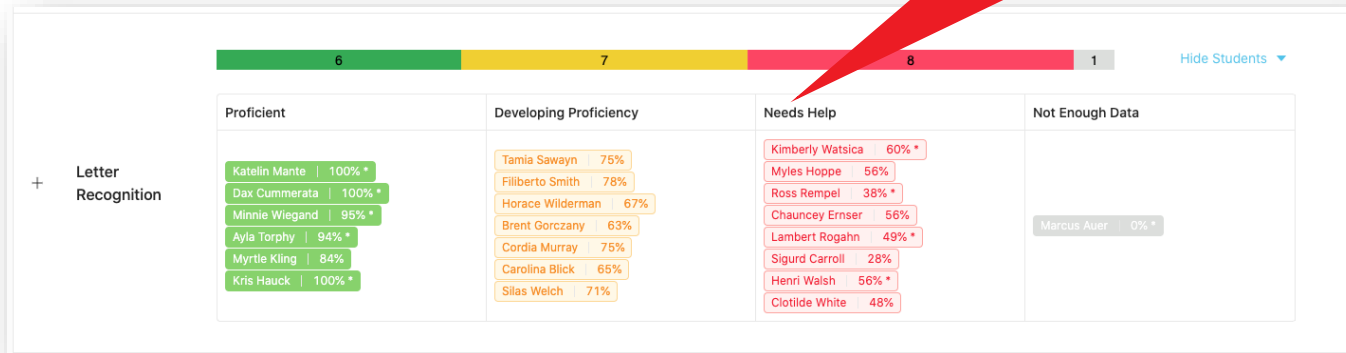 6 7 8 1 Hide Students
Proficient Developing Proficiency Needs Help Not Enough Data
+ Letter Recognition
Katelin Mante | 100% *
Dax Cummerata | 100% *
Minnie Wiegand | 95% *
Ayla Torphy | 94% *
Myrtle Kling | 84%
Kris Hauck | 100% *
Tamia Sawayn | 75%
Filiberto Smith | 78%
Horace Wilderman | 67%
Brent Gorczany | 63%
Cordia Murray | 75%
Carolina Blick | 65%
Silas Welch | 71%
Kimberly Watsica | 60% *
Myles Hoppe | 56%
Ross Rempel | 38% *
Chauncey Ernser | 56%
Lambert Rogahn | 49% *
Sigurd Carroll | 28%
Henri Walsh | 56% *
Clotilde White | 48%
Marcus Auer | 0% *